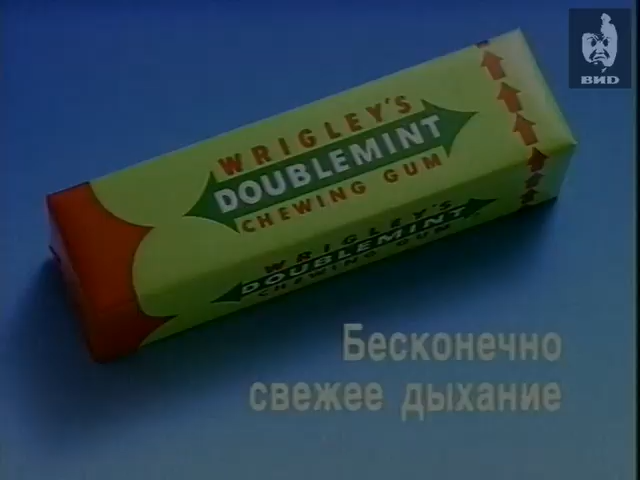 ВИD
WRIGLEY'S
DOUBLEMINT
CHEWING GUM
WRIGLEY'S
DOUBLEMINT
CHEWING GUM
Бесконечно
свежее дыхание